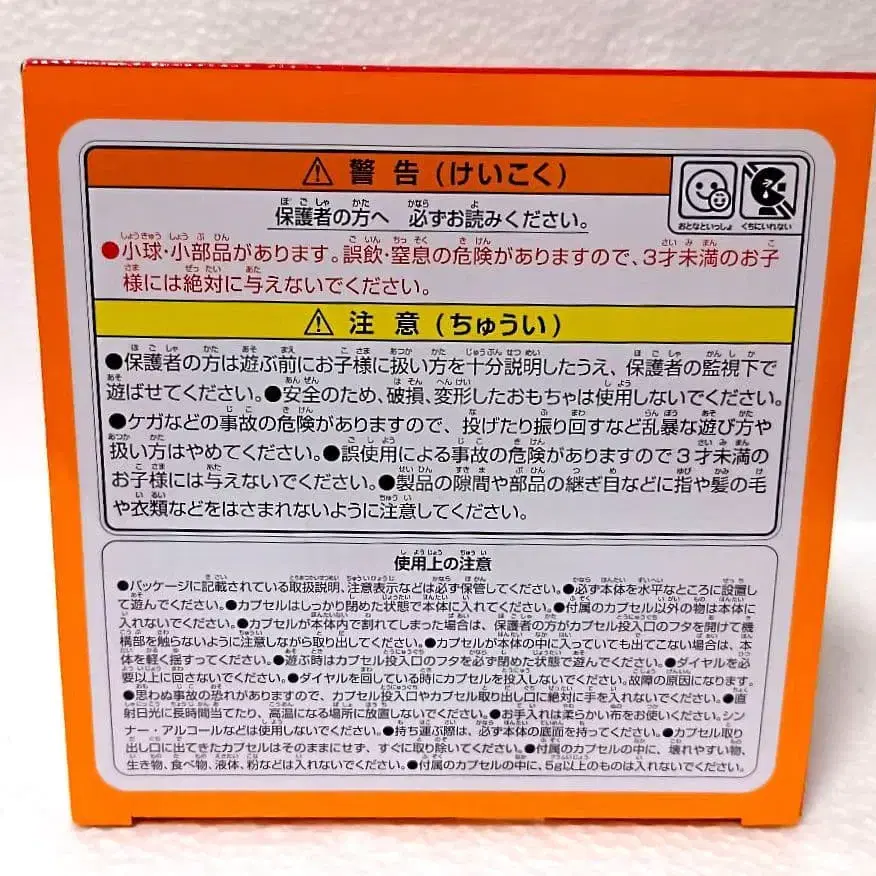 ⚠ 警告(けいこく)
おとなといっしょ くちにいれない
保護者の方へ 必ずお読みください。
●小球・小部品があります。誤飲・窒息の危険がありますので、3才未満のお子
様には絶対に与えないでください。
⚠ 注意(ちゅうい)
●保護者の方は遊ぶ前にお子様に扱い方を十分説明したうえ、保護者の監視下で
遊ばせてください。●安全のため、破損、変形したおもちゃは使用しないでください。
●ケガなどの事故の危険がありますので、投げたり振り回すなど乱暴な遊び方や
扱い方はやめてください。●誤使用による事故の危険がありますので3才未満の
お子様には与えないでください。●製品の隙間や部品の継ぎ目などに指や髪の毛
や衣類などをはさまれないように注意してください。
使用上の注意
●パッケージに記載されている取扱説明、注意表示などは必ず保管してください。●必ず本体を水平なところに設置し
て遊んでください。●カプセルはしっかり閉めた状態で本体に入れてください。●付属のカプセル以外の物は本体に
入れないでください。●カプセルが本体内で割れてしまった場合は、保護者の方がカプセル投入口のフタを開けて機
構部を触らないように注意しながら取り出してください。●カプセルが本体の中に入っていても出てこない場合は、本
体を軽く揺すってください。●遊ぶ時はカプセル投入口のフタを必ず閉めた状態で遊んでください。●ダイヤルを必
要以上に回さないでください。●ダイヤルを回している時にカプセルを投入しないでください。故障の原因になります。
●思わぬ事故の恐れがありますので、カプセル投入口やカプセル取り出し口に絶対に手を入れないでください。●直
射日光に長時間当てたり、高温になる場所に放置しないでください。●お手入れは柔らかい布をお使いください。シン
ナー・アルコールなどは使用しないでください。●持ち運ぶ際は、必ず本体の底面を持ってください。●カプセル取り
出し口に出てきたカプセルはそのままにせず、すぐに取り除いてください。●付属のカプセルの中に、壊れやすい物、
生き物、食べ物、液体、粉などは入れないでください。●付属のカプセルの中に、5g以上のものは入れないでください。